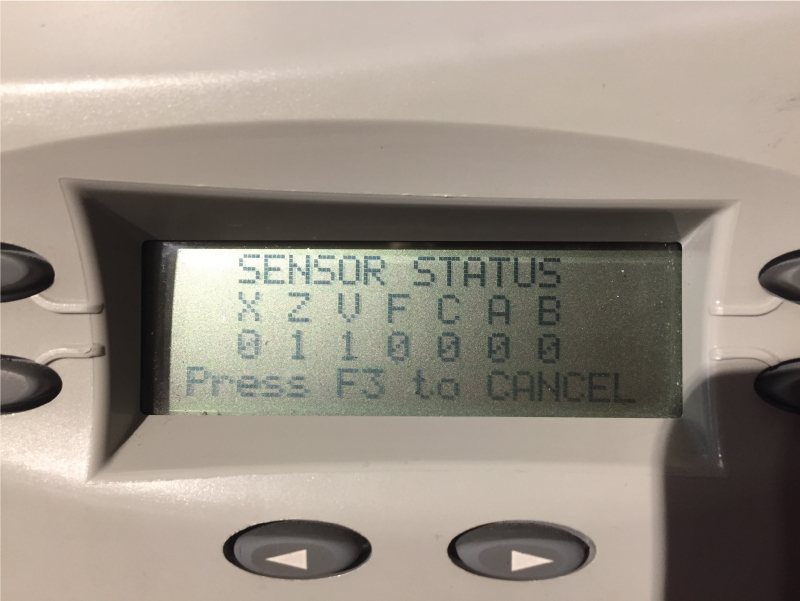 SENSOR STATUS
X Z V F C A B
0 1 1 0 0 0 0
Press F3 to CANCEL